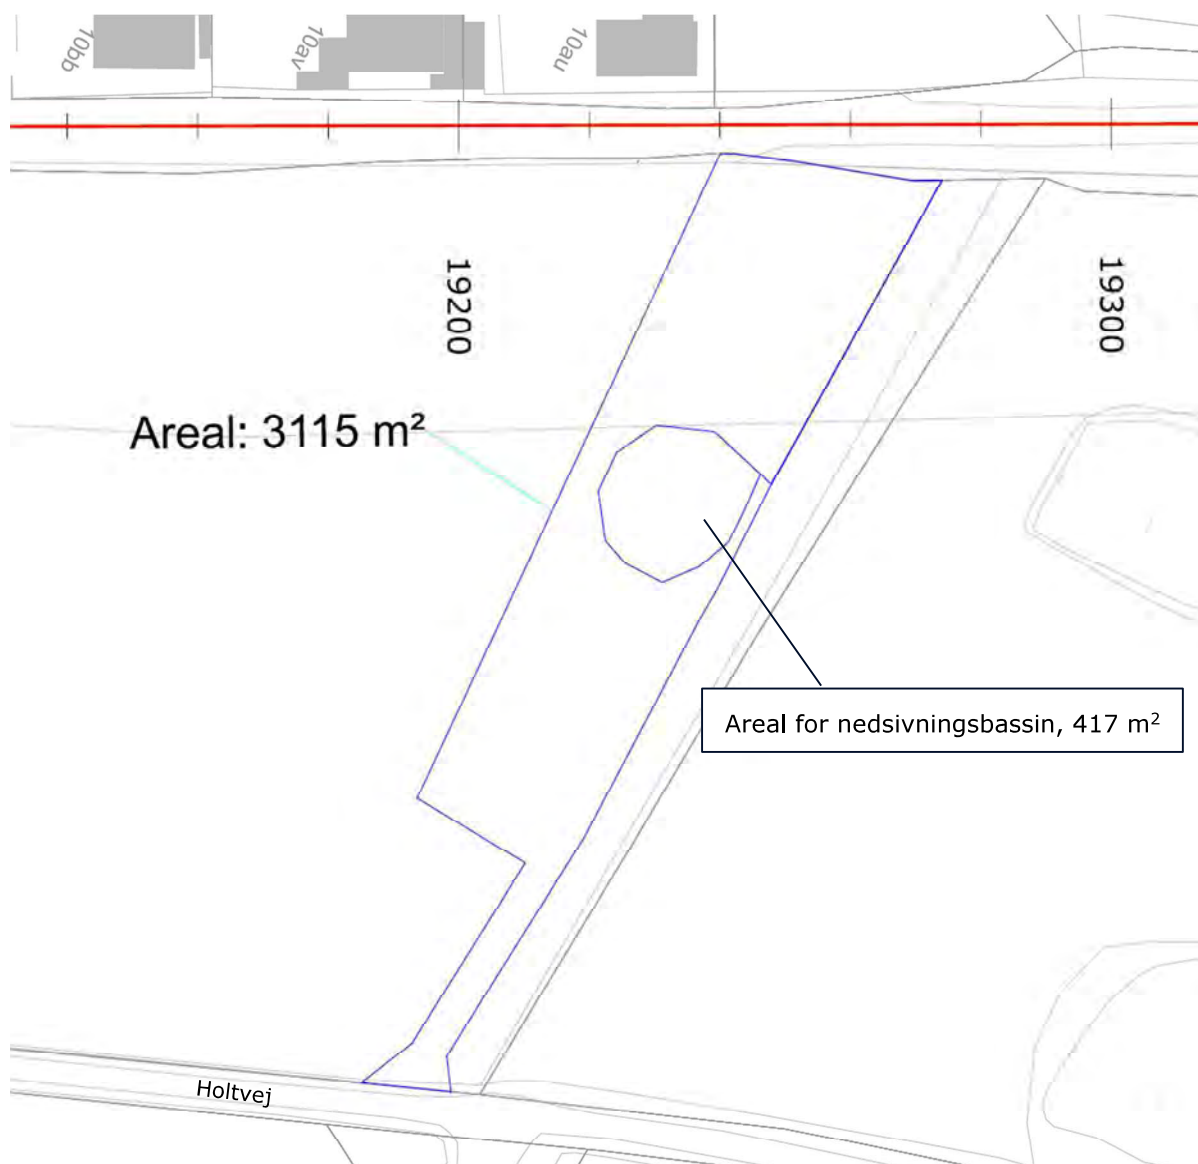 10bb
10av
10au
19200
19300
Areal: 3115 m²
Areal for nedsivningsbassin, 417 m²
Holtvej